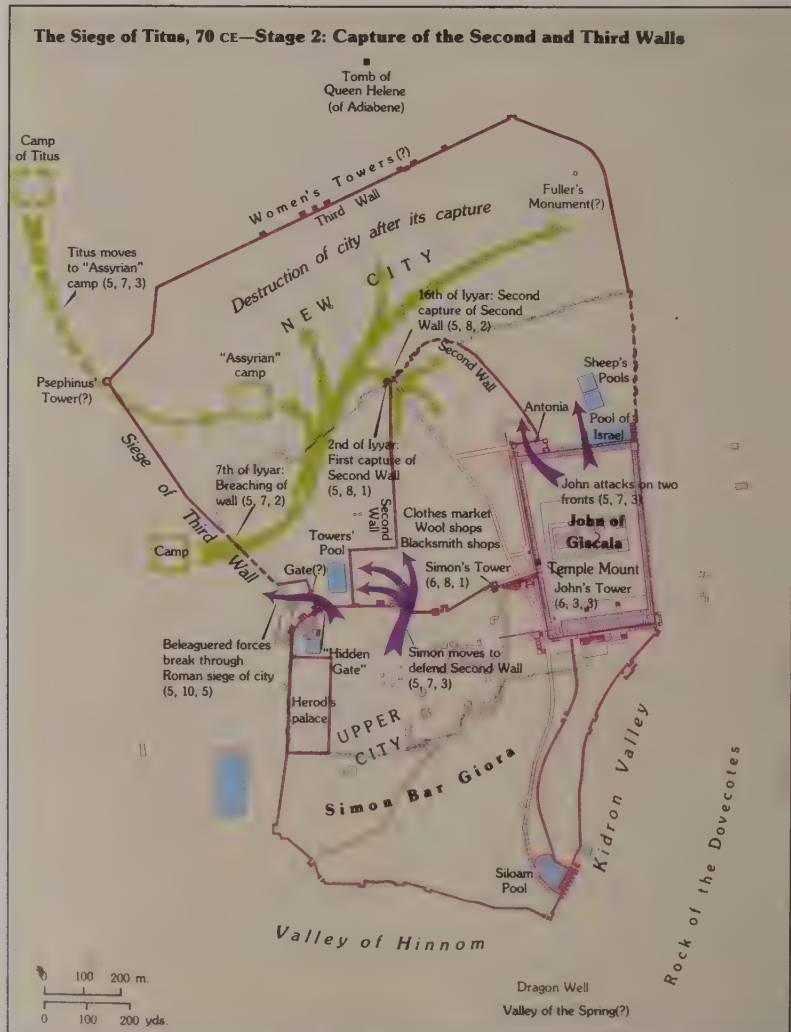 The Siege of Titus, 70 CE—Stage 2: Capture of the Second and Third Walls
Tomb of
Queen Helene
(of Adiabene)
Camp
of Titus
Women's Towers(?)
Third Wall
Fuller's
Monument(?)
Destruction of city after its capture
NEW CITY
Titus moves
to "Assyrian"
camp (5, 7, 3)
16th of Iyyar: Second
capture of Second
Wall (5, 8, 2)
Second Wall
"Assyrian"
camp
Sheep's
Pools
Psephinus'
Tower(?)
Antonia
Pool of
Israel
Siege of Third Wall
2nd of Iyyar:
First capture of
Second Wall
(5, 8, 1)
7th of Iyyar:
Breaching of
wall (5, 7, 2)
John attacks on two
fronts (5, 7, 3)
Second
Wall
Clothes market
Wool shops
Blacksmith shops
John of
Giscala
Camp
Towers'
Pool
Gate(?)
Simon's Tower
(6, 8, 1)
Temple Mount
John's Tower
(6, 3, 3)
Beleaguered forces
break through
Roman siege of city
(5, 10, 5)
"Hidden
Gate"
Simon moves to
defend Second Wall
(5, 7, 3)
Herod's
palace
UPPER
CITY
Simon Bar Giora
Kidron Valley
Rock of the Dovecotes
Siloam
Pool
Valley of Hinnom
0 100 200 m.
0 100 200 yds.
Dragon Well
Valley of the Spring(?)